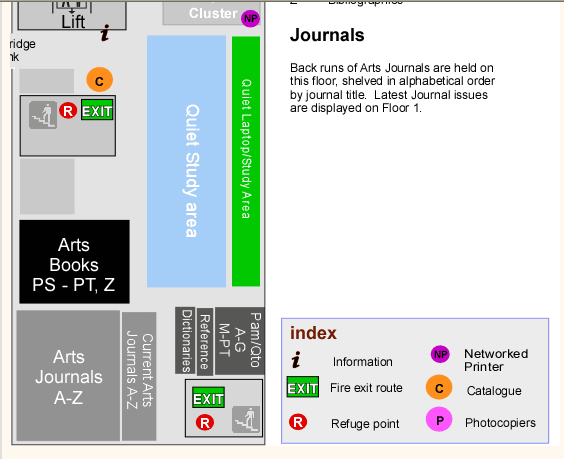 Lift
i
ridge
nk
Cluster
NP
C
R
EXIT
Quiet Study area
Quiet Laptop/Study Area
Arts
Books
PS - PT, Z
Arts
Journals
A-Z
Current Arts
Journals A-Z
Dictionaries
Reference
Pam/Qto
A-G
M-PT
EXIT
R
Z
Bibliographies
Journals
Back runs of Arts Journals are held on
this floor, shelved in alphabetical order
by journal title. Latest Journal issues
are displayed on Floor 1.
index
i Information
EXIT Fire exit route
R Refuge point
NP Networked
Printer
C Catalogue
P Photocopiers